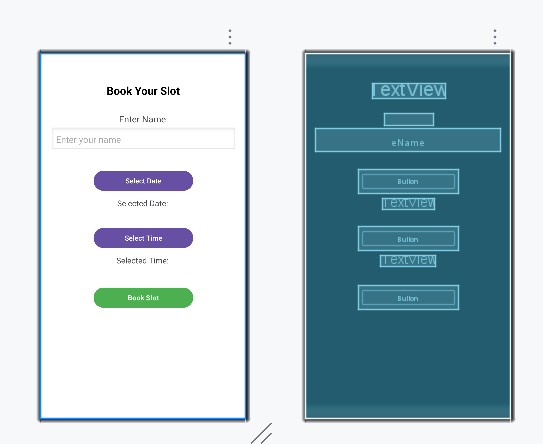 Book Your Slot
Enter Name
Enter your name
Select Date
Selected Date:
Select Time
Selected Time:
Book Slot
TextView
eName
Button
TextView
Button
TextView
Button